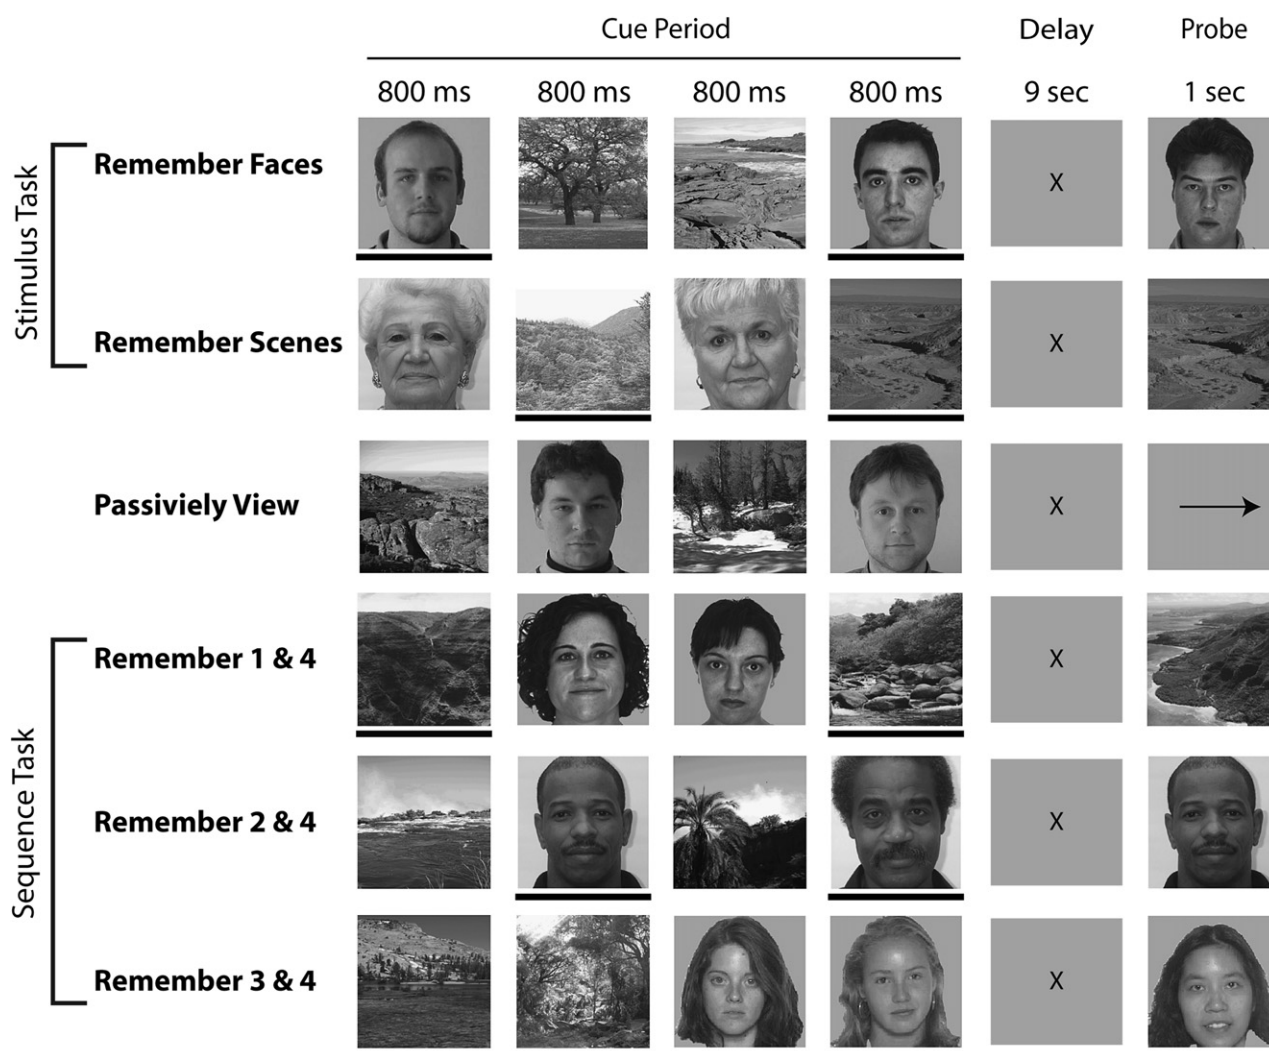 Cue Period Delay Probe
800 ms 800 ms 800 ms 800 ms 9 sec 1 sec
Stimulus Task
Remember Faces
X
Remember Scenes
X
Passiviely View
X
Sequence Task
Remember 1 & 4
X
Remember 2 & 4
X
Remember 3 & 4
X